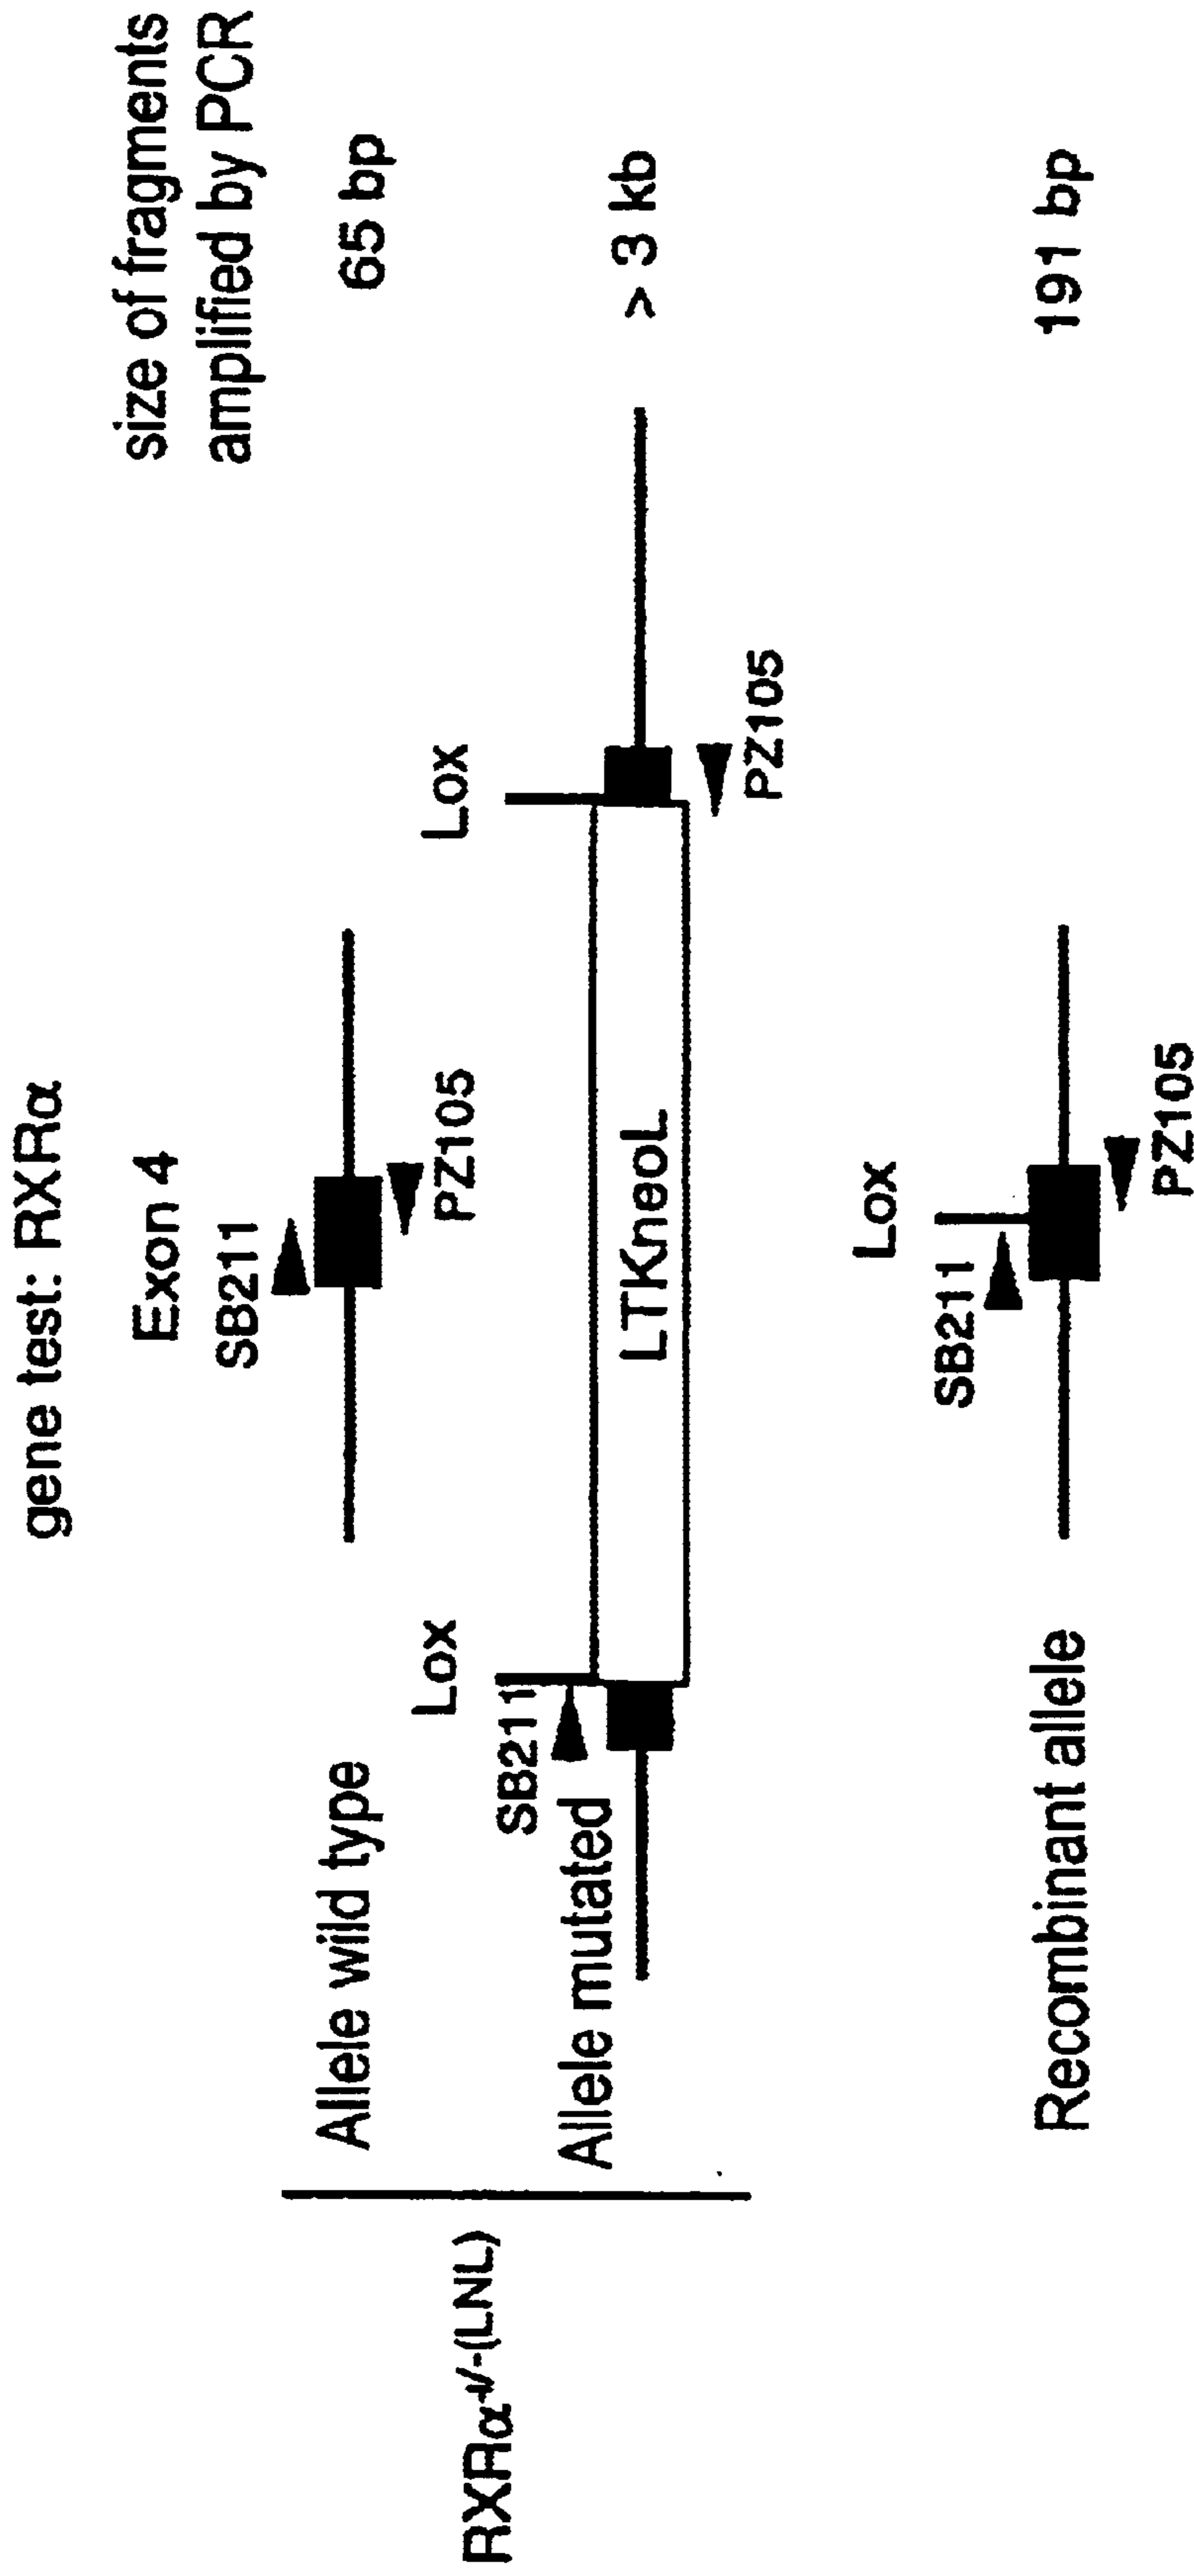 gene test: RXRα
size of fragments
amplified by PCR
Exon 4
SB211
Allele wild type
65 bp
PZ105
RXRα+/-(LNL)
Lox
Lox
SB211
Allele mutated
LTKneoL
> 3 kb
PZ105
Lox
SB211
Recombinant allele
191 bp
PZ105